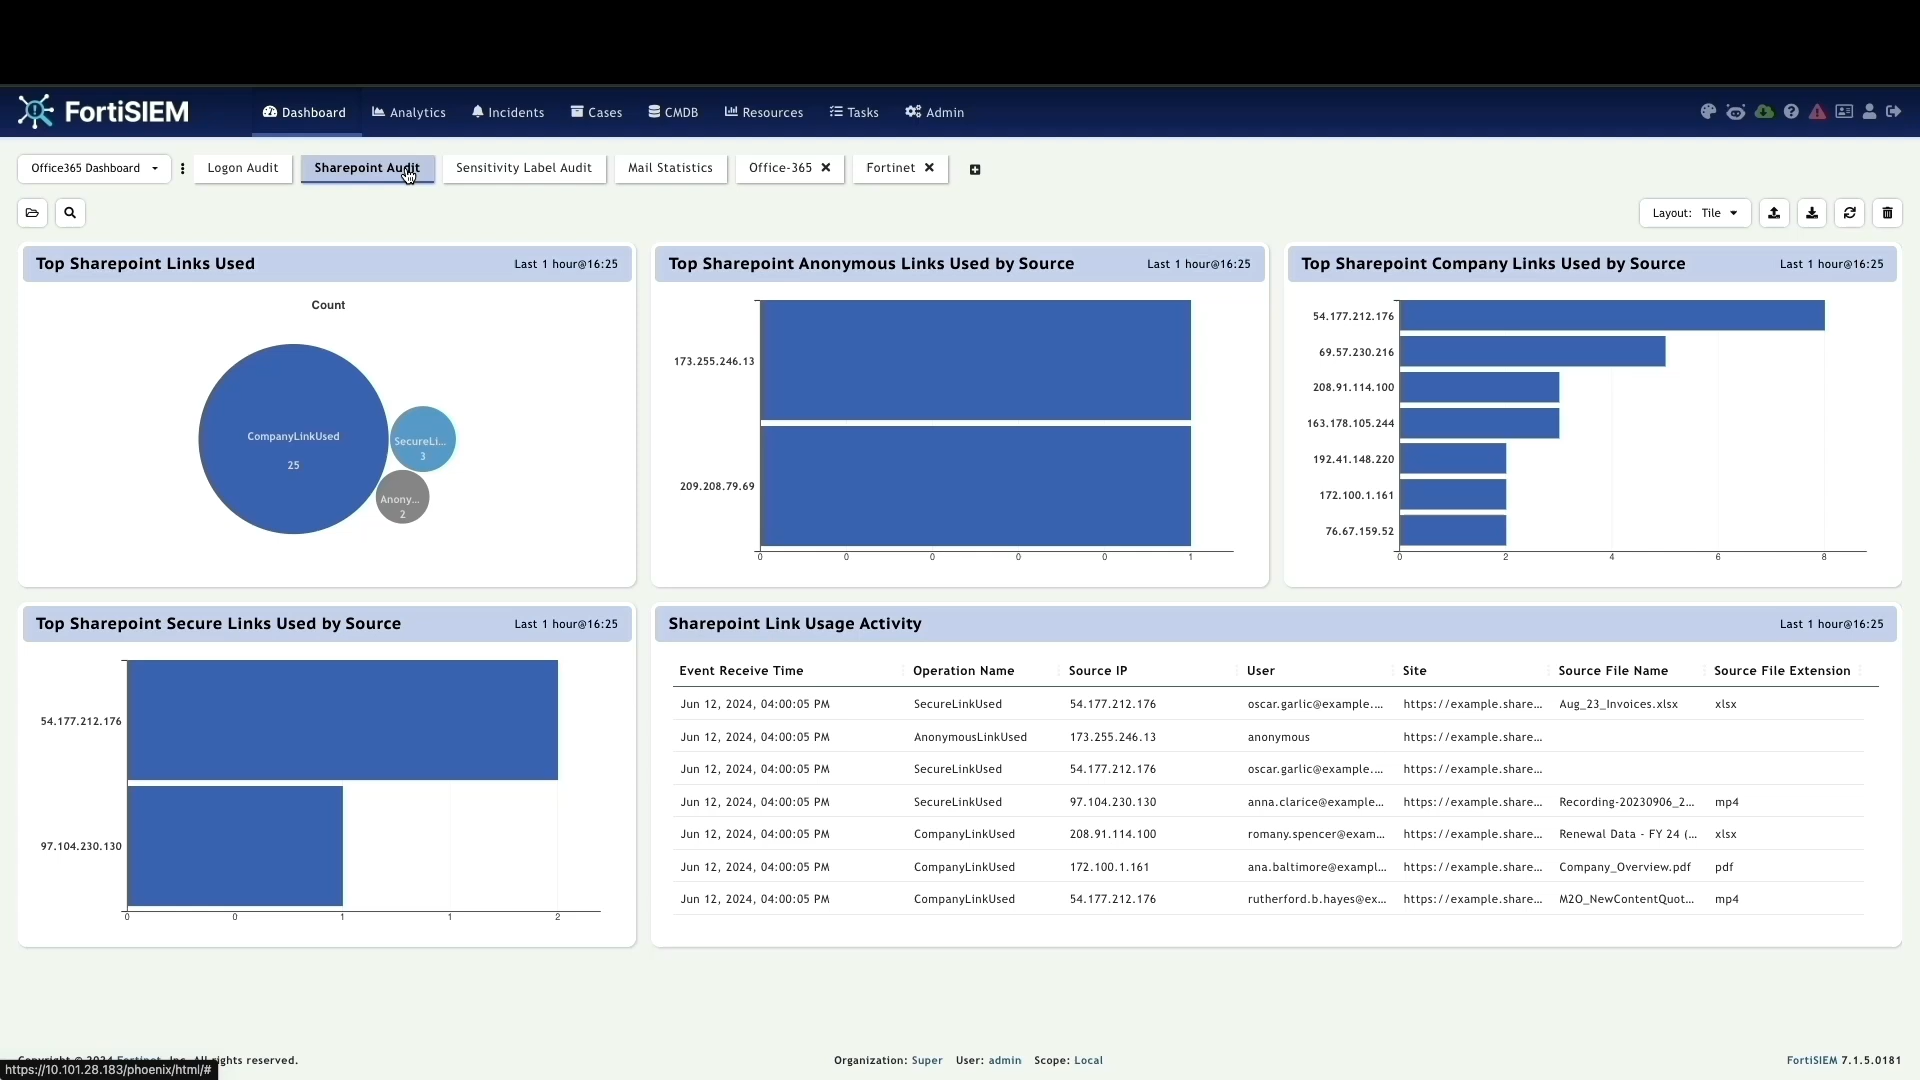 FortiSIEM
Dashboard Analytics Incidents Cases CMDB Resources Tasks Admin
Office365 Dashboard Logon Audit Sharepoint Audit Sensitivity Label Audit Mail Statistics Office-365 Fortinet
Layout: Tile
Top Sharepoint Links Used Last 1 hour@16:25
Count
CompanyLinkUsed
25
SecureLi...
3
Anony...
2
Top Sharepoint Anonymous Links Used by Source Last 1 hour@16:25
173.255.246.13
209.208.79.69
0 0 0 0 0 1
Top Sharepoint Company Links Used by Source Last 1 hour@16:25
54.177.212.176
69.57.230.216
208.91.114.100
163.178.105.244
192.41.148.220
172.100.1.161
76.67.159.52
0 2 4 6 8
Top Sharepoint Secure Links Used by Source Last 1 hour@16:25
54.177.212.176
97.104.230.130
0 0 1 1 2
Sharepoint Link Usage Activity Last 1 hour@16:25
Event Receive Time Operation Name Source IP User Site Source File Name Source File Extension
Jun 12, 2024, 04:00:05 PM SecureLinkUsed 54.177.212.176 oscar.garlic@example.... https://example.share... Aug_23_Invoices.xlsx xlsx
Jun 12, 2024, 04:00:05 PM AnonymousLinkUsed 173.255.246.13 anonymous https://example.share...
Jun 12, 2024, 04:00:05 PM SecureLinkUsed 54.177.212.176 oscar.garlic@example.... https://example.share...
Jun 12, 2024, 04:00:05 PM SecureLinkUsed 97.104.230.130 anna.clarice@example... https://example.share... Recording-20230906_2... mp4
Jun 12, 2024, 04:00:05 PM CompanyLinkUsed 208.91.114.100 romany.spencer@exam... https://example.share... Renewal Data - FY 24 (... xlsx
Jun 12, 2024, 04:00:05 PM CompanyLinkUsed 172.100.1.161 ana.baltimore@exampl... https://example.share... Company_Overview.pdf pdf
Jun 12, 2024, 04:00:05 PM CompanyLinkUsed 54.177.212.176 rutherford.b.hayes@ex... https://example.share... M2O_NewContentQuot... mp4
Copyright © 2024 Fortinet, Inc. All rights reserved. Organization: Super User: admin Scope: Local FortiSIEM 7.1.5.0181
https://10.101.28.183/phoenix/html/#